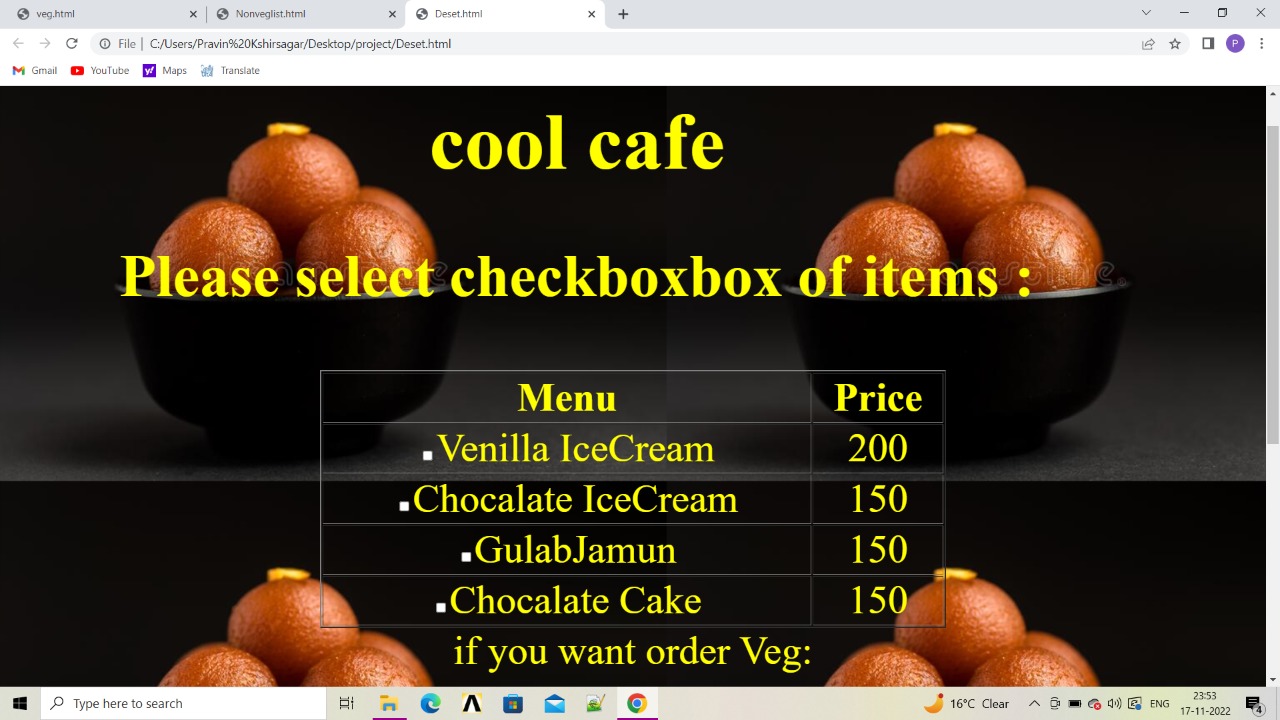 veg.html
Nonveglist.html
Deset.html
File
C:/Users/Pravin%20Kshirsagar/Desktop/project/Deset.html
P
Gmail
YouTube
Maps
Translate
cool cafe
Please select checkboxbox of items :
Menu Price
Venilla IceCream 200
Chocalate IceCream 150
GulabJamun 150
Chocalate Cake 150
if you want order Veg:
Type here to search
16°C Clear
ENG
23:53
17-11-2022
4